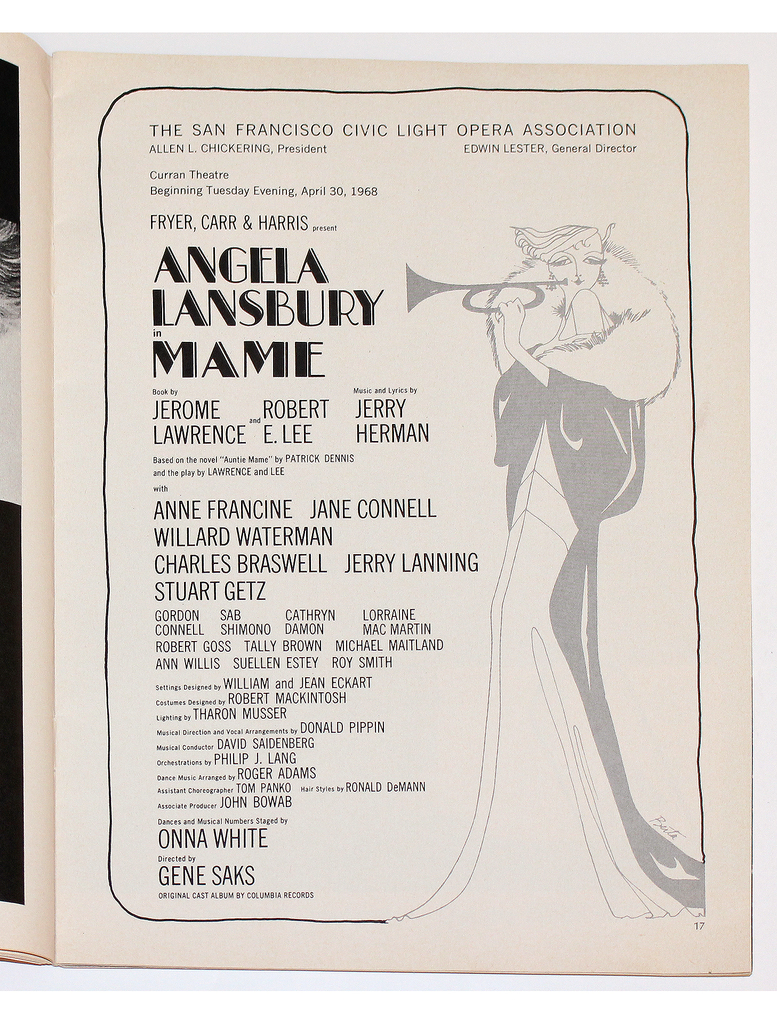 THE SAN FRANCISCO CIVIC LIGHT OPERA ASSOCIATION
ALLEN L. CHICKERING, President EDWIN LESTER, General Director
Curran Theatre
Beginning Tuesday Evening, April 30, 1968
FRYER, CARR & HARRIS present
ANGELA
LANSBURY
in
MAME
Book by Music and Lyrics by
JEROME ROBERT JERRY
LAWRENCE and E. LEE HERMAN
Based on the novel "Auntie Mame" by PATRICK DENNIS
and the play by LAWRENCE and LEE
with
ANNE FRANCINE JANE CONNELL
WILLARD WATERMAN
CHARLES BRASWELL JERRY LANNING
STUART GETZ
GORDON SAB CATHRYN LORRAINE
CONNELL SHIMONO DAMON MAC MARTIN
ROBERT GOSS TALLY BROWN MICHAEL MAITLAND
ANN WILLIS SUELLEN ESTEY ROY SMITH
Settings Designed by WILLIAM and JEAN ECKART
Costumes Designed by ROBERT MACKINTOSH
Lighting by THARON MUSSER
Musical Direction and Vocal Arrangements by DONALD PIPPIN
Musical Conductor DAVID SAIDENBERG
Orchestrations by PHILIP J. LANG
Dance Music Arranged by ROGER ADAMS
Assistant Choreographer TOM PANKO Hair Styles by RONALD DeMANN
Associate Producer JOHN BOWAB
Dances and Musical Numbers Staged by
ONNA WHITE
Directed by
GENE SAKS
ORIGINAL CAST ALBUM BY COLUMBIA RECORDS
17